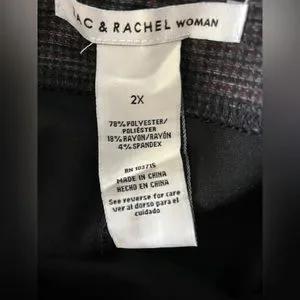 AC & RACHEL WOMAN
2X
78% POLYESTER/
POLIÉSTER
18% RAYON/RAYÓN
4% SPANDEX
RN 103715
MADE IN CHINA
HECHO EN CHINA
See reverse for care
ver al dorso para el
cuidado